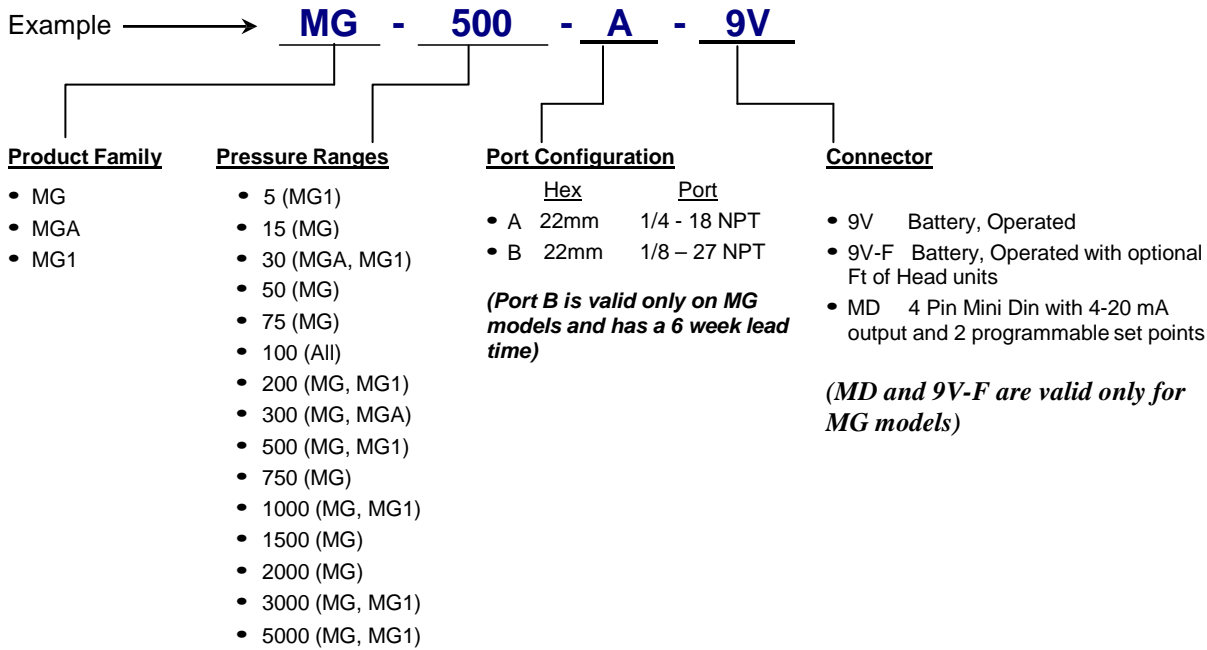 Example MG - 500 - A - 9V
Product Family
• MG
• MGA
• MG1
Pressure Ranges
• 5 (MG1)
• 15 (MG)
• 30 (MGA, MG1)
• 50 (MG)
• 75 (MG)
• 100 (All)
• 200 (MG, MG1)
• 300 (MG, MGA)
• 500 (MG, MG1)
• 750 (MG)
• 1000 (MG, MG1)
• 1500 (MG)
• 2000 (MG)
• 3000 (MG, MG1)
• 5000 (MG, MG1)
Port Configuration
Hex Port
• A 22mm 1/4 - 18 NPT
• B 22mm 1/8 – 27 NPT
(Port B is valid only on MG
models and has a 6 week lead
time)
Connector
• 9V Battery, Operated
• 9V-F Battery, Operated with optional
Ft of Head units
• MD 4 Pin Mini Din with 4-20 mA
output and 2 programmable set points
(MD and 9V-F are valid only for
MG models)